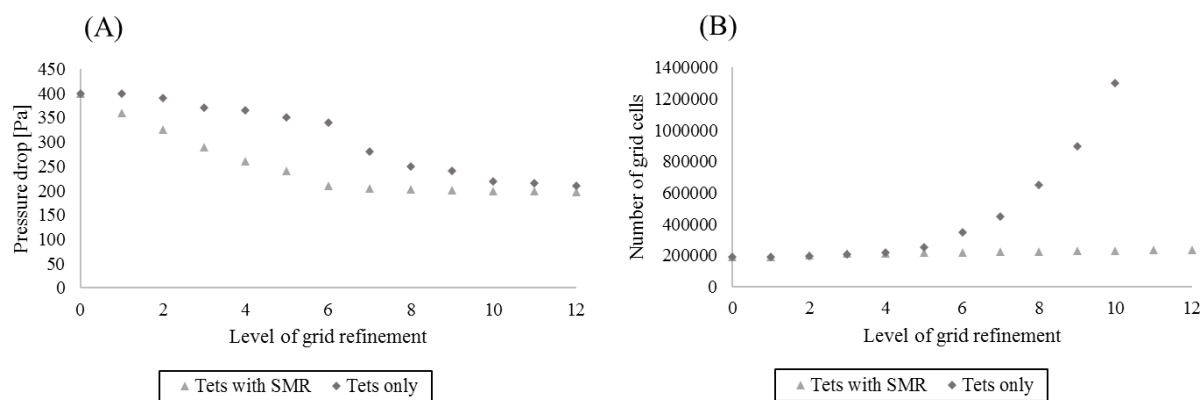 (A)
Pressure drop [Pa]
450
400
350
300
250
200
150
100
50
0
0 2 4 6 8 10 12
Level of grid refinement
Tets with SMR Tets only
(B)
Number of grid cells
1400000
1200000
1000000
800000
600000
400000
200000
0
0 2 4 6 8 10 12
Level of grid refinement
Tets with SMR Tets only